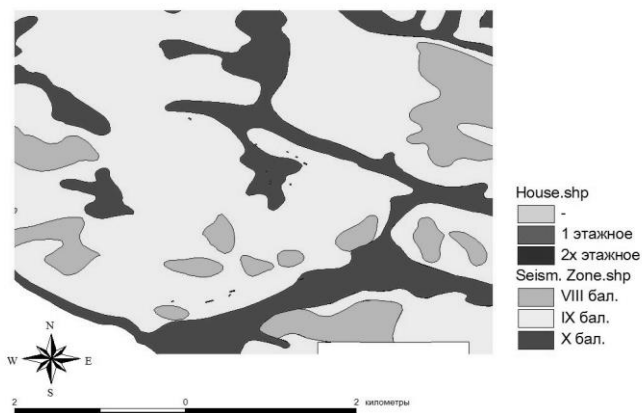 House.shp
-
1 этажное
2х этажное
Seism. Zone.shp
VIII бал.
IX бал.
X бал.
N
W E
S
2 0 2 километры